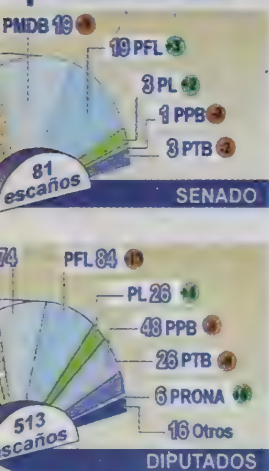 PMDB 19
19 PFL
3 PL
1 PPB
3 PTB
81
escaños
SENADO
74
PFL 84
PL 26
48 PPB
26 PTB
6 PRONA
16 Otros
513
escaños
DIPUTADOS